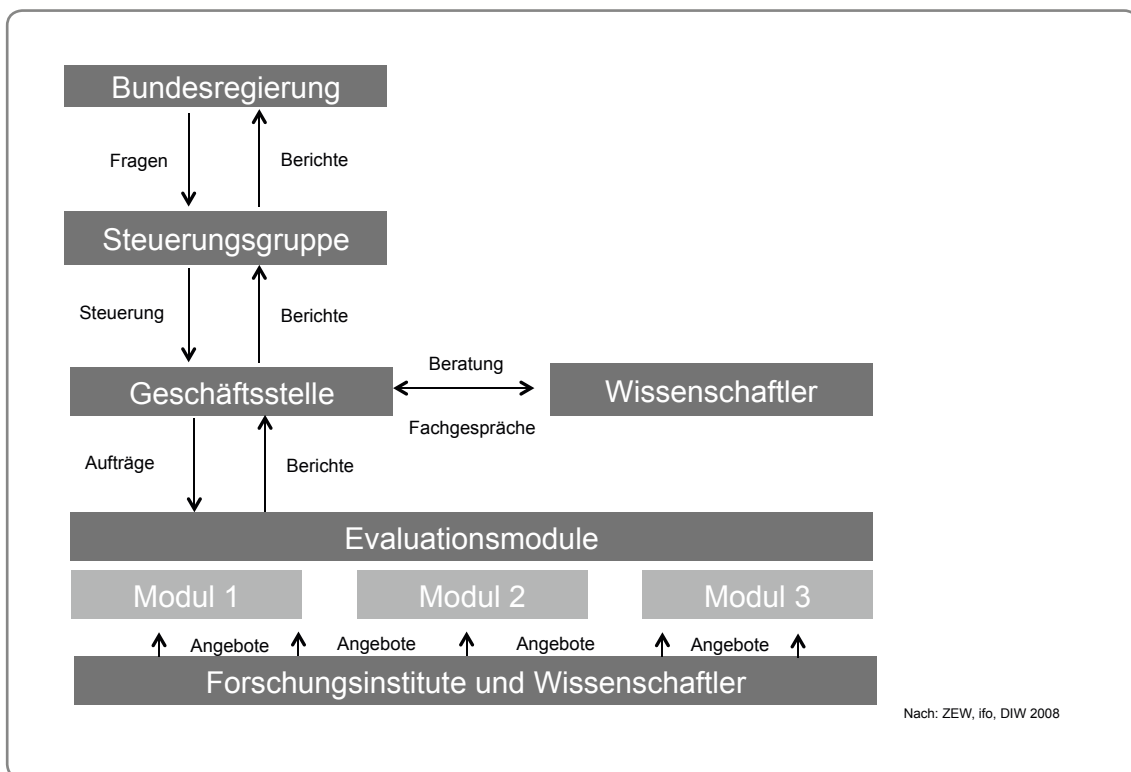 Bundesregierung
Fragen
Berichte
Steuerungsgruppe
Steuerung
Berichte
Beratung
Geschäftsstelle
Wissenschaftler
Fachgespräche
Aufträge
Berichte
Evaluationsmodule
Modul 1
Modul 2
Modul 3
Angebote
Angebote
Angebote
Angebote
Forschungsinstitute und Wissenschaftler
Nach: ZEW, ifo, DIW 2008